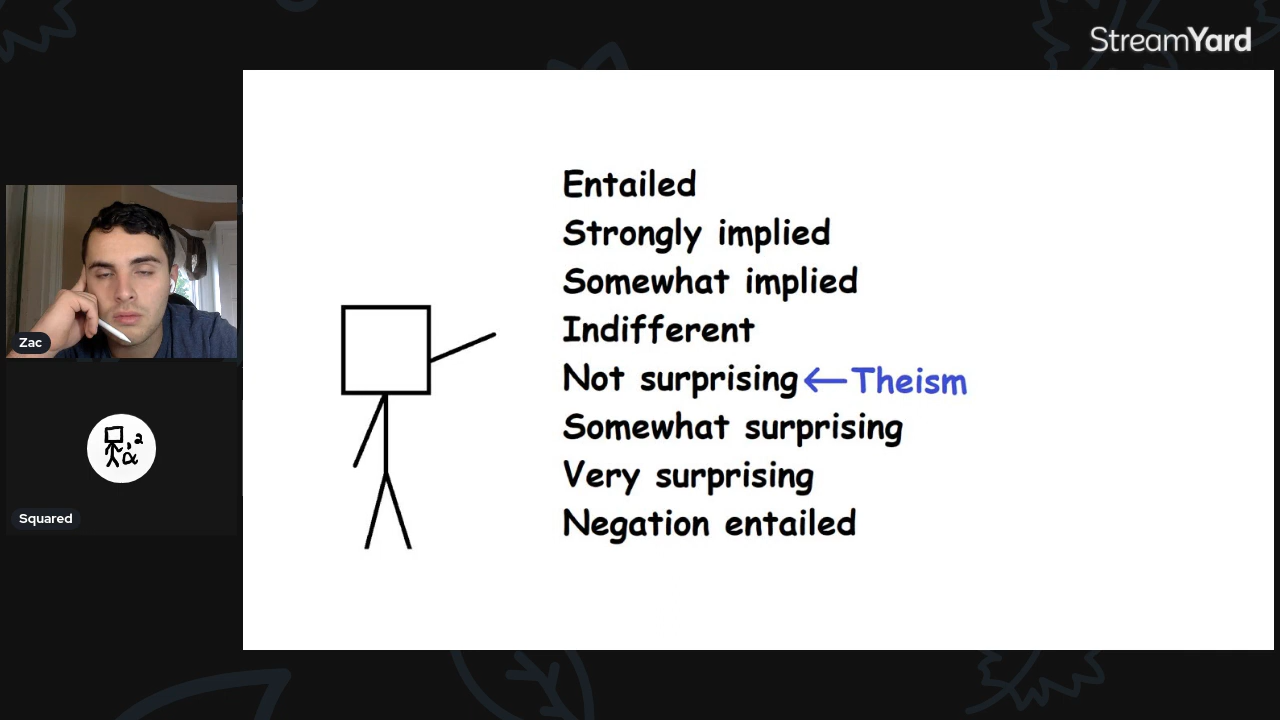 StreamYard
Entailed
Strongly implied
Somewhat implied
Indifferent
Not surprising ← Theism
Somewhat surprising
Very surprising
Negation entailed
Zac
Squared